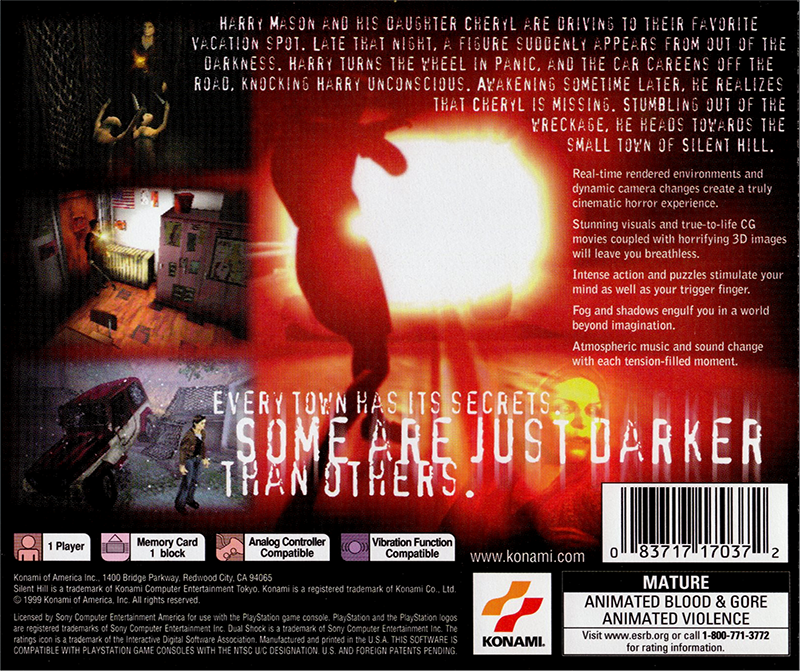 HARRY MASON AND HIS DAUGHTER CHERYL ARE DRIVING TO THEIR FAVORITE
VACATION SPOT. LATE THAT NIGHT, A FIGURE SUDDENLY APPEARS FROM OUT OF THE
DARKNESS. HARRY TURNS THE WHEEL IN PANIC, AND THE CAR CAREENS OFF THE
ROAD, KNOCKING HARRY UNCONSCIOUS. AWAKENING SOMETIME LATER, HE REALIZES
THAT CHERYL IS MISSING. STUMBLING OUT OF THE
WRECKAGE, HE HEADS TOWARDS THE
SMALL TOWN OF SILENT HILL.
Real-time rendered environments and
dynamic camera changes create a truly
cinematic horror experience.
Stunning visuals and true-to-life CG
movies coupled with horrifying 3D images
will leave you breathless.
Intense action and puzzles stimulate your
mind as well as your trigger finger.
Fog and shadows engulf you in a world
beyond imagination.
Atmospheric music and sound change
with each tension-filled moment.
EVERY TOWN HAS ITS SECRETS.
SOME ARE JUST DARKER
THAN OTHERS.
1 Player
Memory Card
1 block
Analog Controller
Compatible
Vibration Function
Compatible
www.konami.com
0 83717 17037 2
Konami of America Inc., 1400 Bridge Parkway, Redwood City, CA 94065
Silent Hill is a trademark of Konami Computer Entertainment Tokyo. Konami is a registered trademark of Konami Co., Ltd.
© 1999 Konami of America, Inc. All rights reserved.
Licensed by Sony Computer Entertainment America for use with the PlayStation game console. PlayStation and the PlayStation logos
are registered trademarks of Sony Computer Entertainment Inc. Dual Shock is a trademark of Sony Computer Entertainment Inc. The
ratings icon is a trademark of the Interactive Digital Software Association. Manufactured and printed in the U.S.A. THIS SOFTWARE IS
COMPATIBLE WITH PLAYSTATION GAME CONSOLES WITH THE NTSC U/C DESIGNATION. U.S. AND FOREIGN PATENTS PENDING.
KONAMI
MATURE
ANIMATED BLOOD & GORE
ANIMATED VIOLENCE
Visit www.esrb.org or call 1-800-771-3772
for rating information.